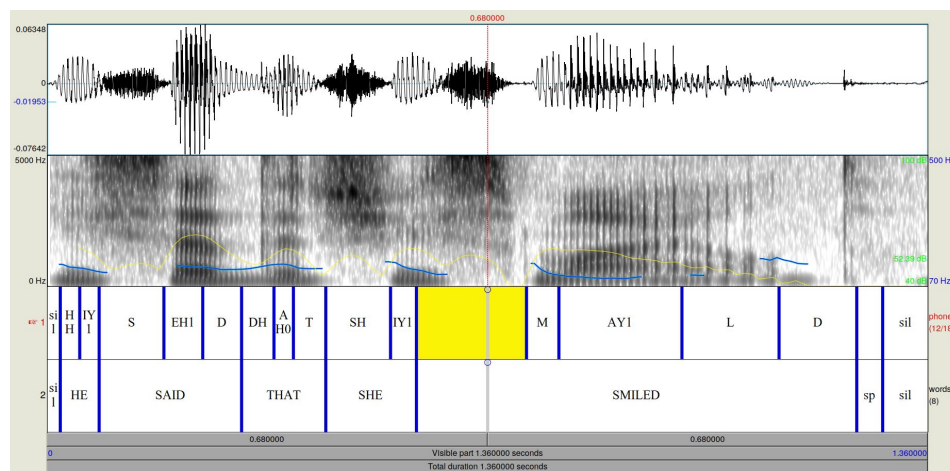 0.680000
0.06348
0
-0.01953
-0.07642
5000 Hz
100 dB
500 Hz
52.89 dB
0 Hz
40 dB
70 Hz
1
si
l
H
H
IY
1
S
EH1
D
DH
A
H0
T
SH
IY1
M
AY1
L
D
sil
phone
(12/18
2
si
l
HE
SAID
THAT
SHE
SMILED
sp
sil
words
(8)
0.680000
0.680000
0
Visible part 1.360000 seconds
1.360000
Total duration 1.360000 seconds